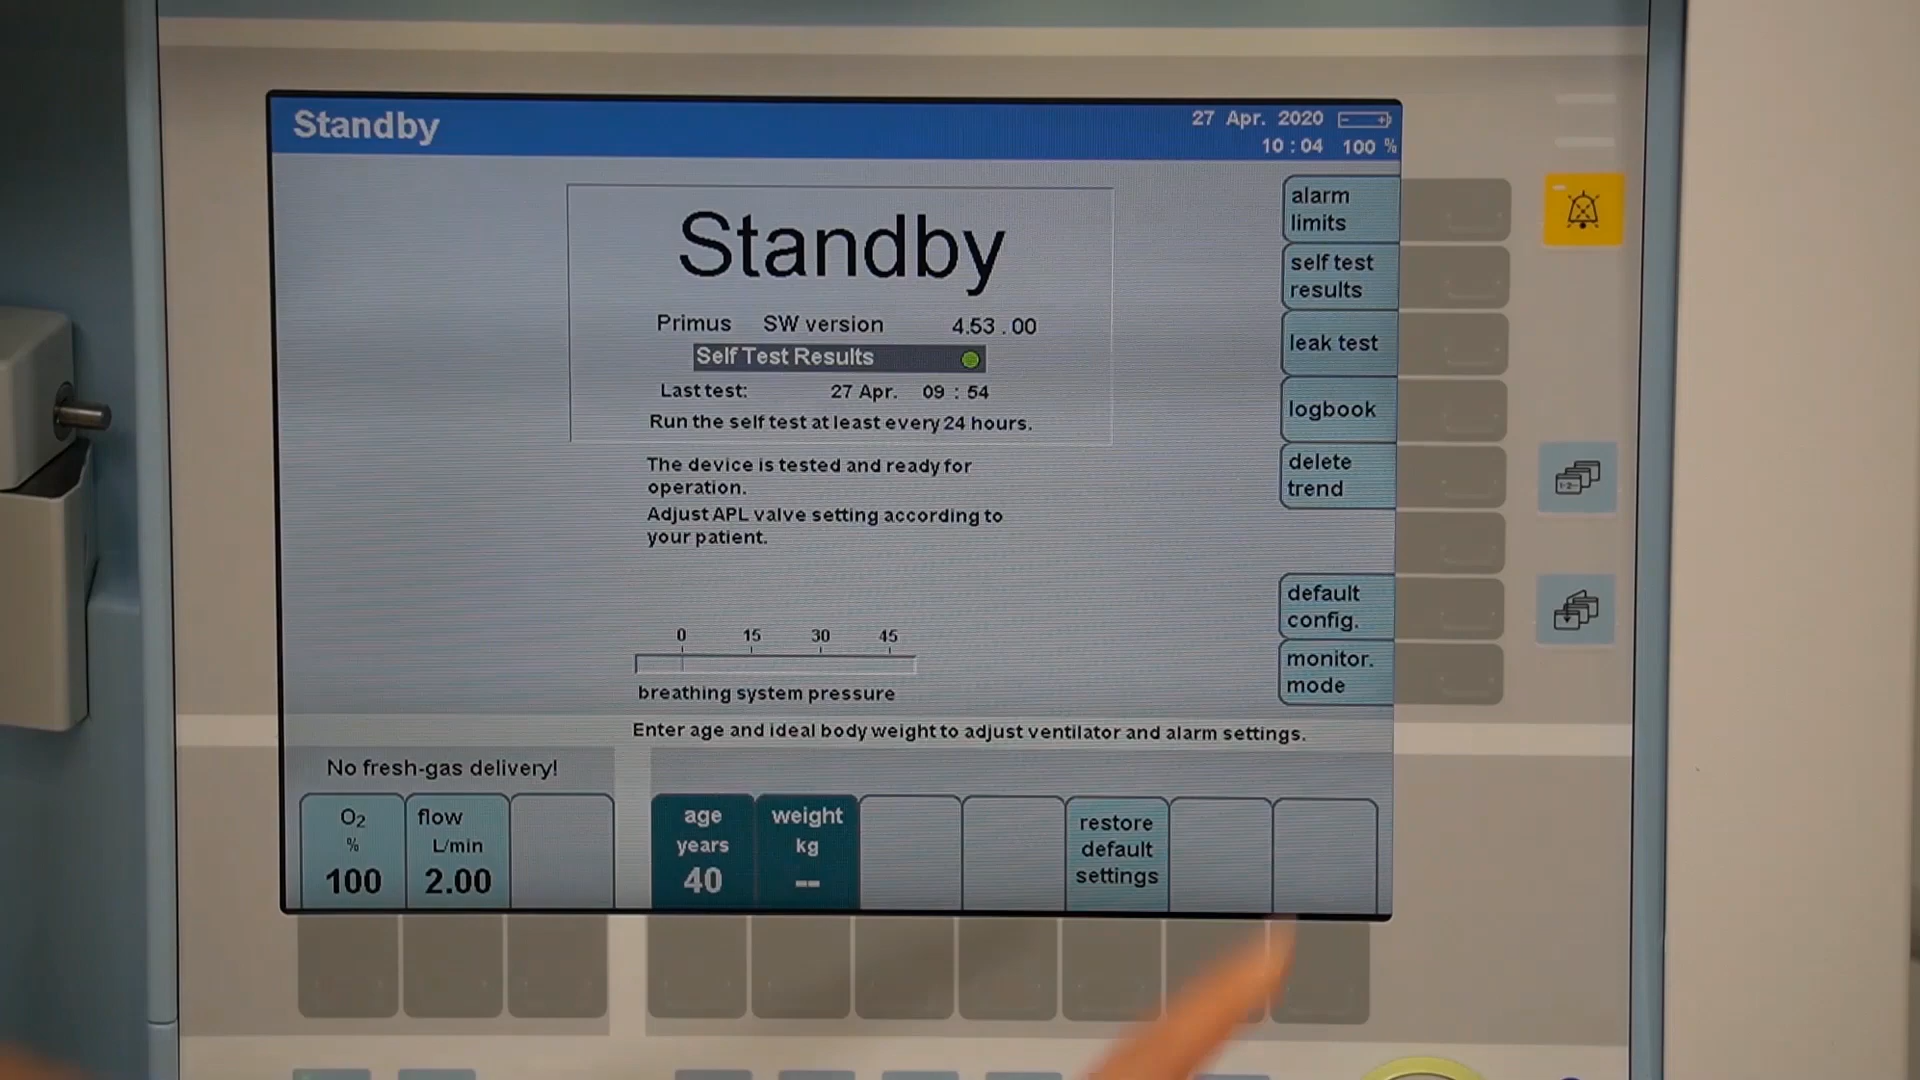 Standby
27 Apr. 2020
10 : 04 100 %
Standby
Primus SW version 4.53 . 00
Self Test Results
Last test: 27 Apr. 09 : 54
Run the self test at least every 24 hours.
The device is tested and ready for
operation.
Adjust APL valve setting according to
your patient.
0 15 30 45
breathing system pressure
Enter age and ideal body weight to adjust ventilator and alarm settings.
alarm
limits
self test
results
leak test
logbook
delete
trend
default
config.
monitor.
mode
No fresh-gas delivery!
O2
%
100
flow
L/min
2.00
age
years
40
weight
kg
--
restore
default
settings